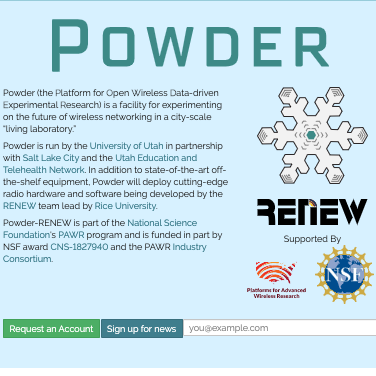 POWDER
Powder (the Platform for Open Wireless Data-driven
Experimental Research) is a facility for experimenting
on the future of wireless networking in a city-scale
"living laboratory."
Powder is run by the University of Utah in partnership
with Salt Lake City and the Utah Education and
Telehealth Network. In addition to state-of-the-art off-
the-shelf equipment, Powder will deploy cutting-edge
radio hardware and software being developed by the
RENEW team lead by Rice University.
Powder-RENEW is part of the National Science
Foundation's PAWR program and is funded in part by
NSF award CNS-1827940 and the PAWR Industry
Consortium.
RENEW
Supported By
Platforms for Advanced
Wireless Research
NSF
Request an Account
Sign up for news
you@example.com